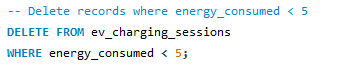 -- Delete records where energy_consumed < 5
DELETE FROM ev_charging_sessions
WHERE energy_consumed < 5;